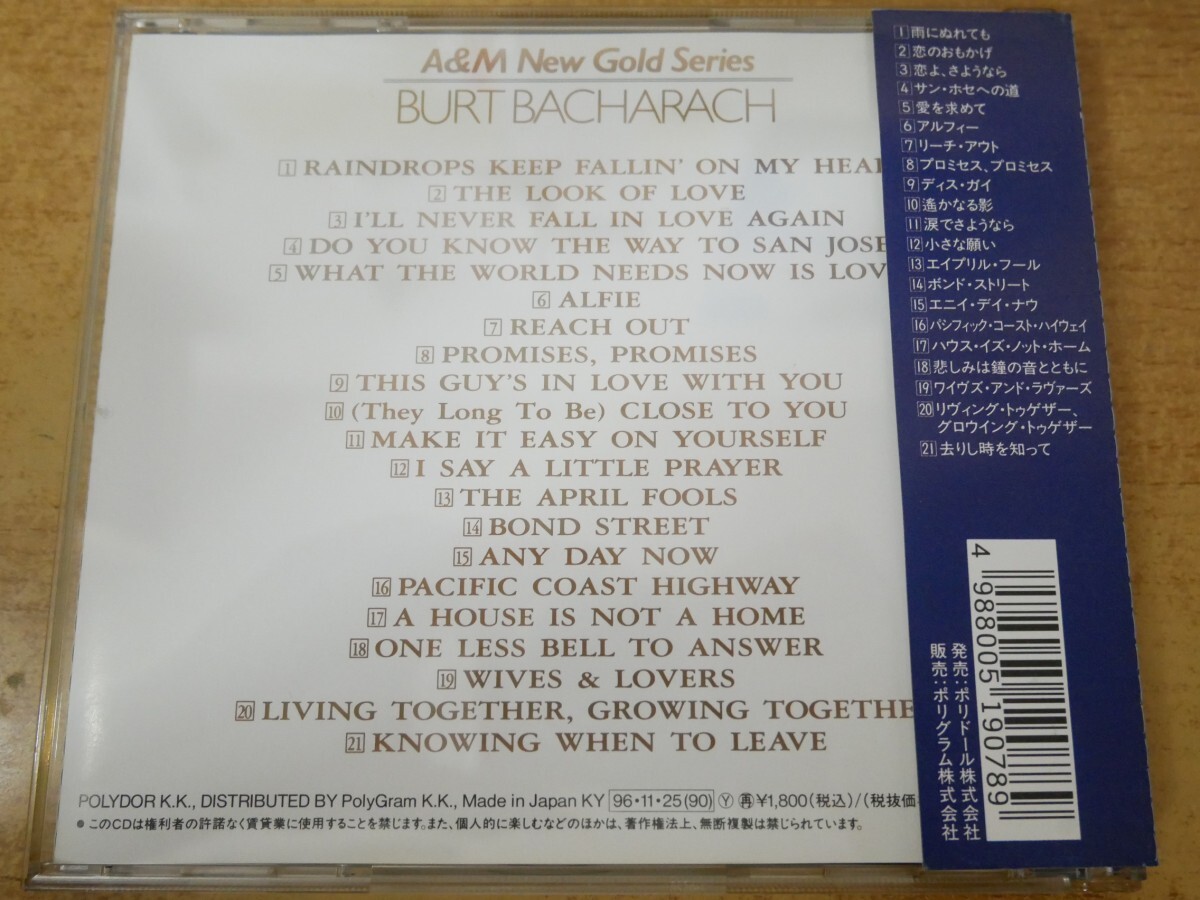 A&M New Gold Series
BURT BACHARACH
1 RAINDROPS KEEP FALLIN' ON MY HEA
2 THE LOOK OF LOVE
3 I'LL NEVER FALL IN LOVE AGAIN
4 DO YOU KNOW THE WAY TO SAN JOSE
5 WHAT THE WORLD NEEDS NOW IS LOV
6 ALFIE
7 REACH OUT
8 PROMISES, PROMISES
9 THIS GUY'S IN LOVE WITH YOU
10 (They Long To Be) CLOSE TO YOU
11 MAKE IT EASY ON YOURSELF
12 I SAY A LITTLE PRAYER
13 THE APRIL FOOLS
14 BOND STREET
15 ANY DAY NOW
16 PACIFIC COAST HIGHWAY
17 A HOUSE IS NOT A HOME
18 ONE LESS BELL TO ANSWER
19 WIVES & LOVERS
20 LIVING TOGETHER, GROWING TOGETHE
21 KNOWING WHEN TO LEAVE
POLYDOR K.K., DISTRIBUTED BY PolyGram K.K., Made in Japan KY 96・11・25(90) Ⓨ ㊢¥1,800(税込)/(税抜価
●このCDは権利者の許諾なく賃貸業に使用することを禁じます。また、個人的に楽しむなどのほかは、著作権法上、無断複製は禁じられています。
1 雨にぬれても
2 恋のおもかげ
3 恋よ、さようなら
4 サン・ホセへの道
5 愛を求めて
6 アルフィー
7 リーチ・アウト
8 プロミセス、プロミセス
9 ディス・ガイ
10 遙かなる影
11 涙でさようなら
12 小さな願い
13 エイプリル・フール
14 ボンド・ストリート
15 エニイ・デイ・ナウ
16 パシフィック・コースト・ハイウェイ
17 ハウス・イズ・ノット・ホーム
18 悲しみは鐘の音とともに
19 ワイヴズ・アンド・ラヴァーズ
20 リヴィング・トゥゲザー、
グロウイング・トゥゲザー
21 去りし時を知って
4 988005 190789
発売:ポリドール株式会社
販売:ポリグラム株式会社